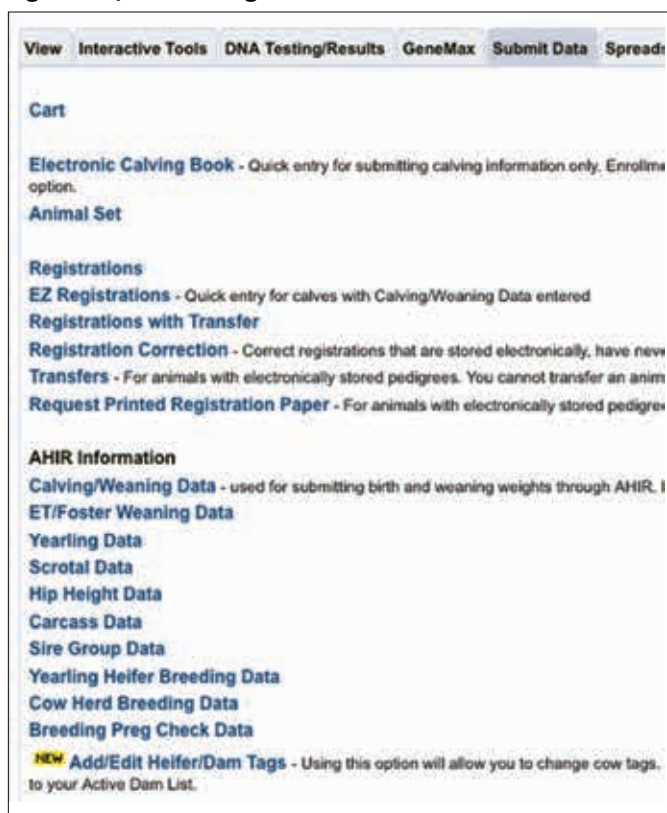 View Interactive Tools DNA Testing/Results GeneMax Submit Data Spreads
Cart
Electronic Calving Book - Quick entry for submitting calving information only. Enrollme
option.
Animal Set
Registrations
EZ Registrations - Quick entry for calves with Calving/Weaning Data entered
Registrations with Transfer
Registration Correction - Correct registrations that are stored electronically, have neve
Transfers - For animals with electronically stored pedigrees. You cannot transfer an anim
Request Printed Registration Paper - For animals with electronically stored pedigree
AHIR Information
Calving/Weaning Data - used for submitting birth and weaning weights through AHIR. I
ET/Foster Weaning Data
Yearling Data
Scrotal Data
Hip Height Data
Carcass Data
Sire Group Data
Yearling Heifer Breeding Data
Cow Herd Breeding Data
Breeding Preg Check Data
NEW Add/Edit Heifer/Dam Tags - Using this option will allow you to change cow tags,
to your Active Dam List.